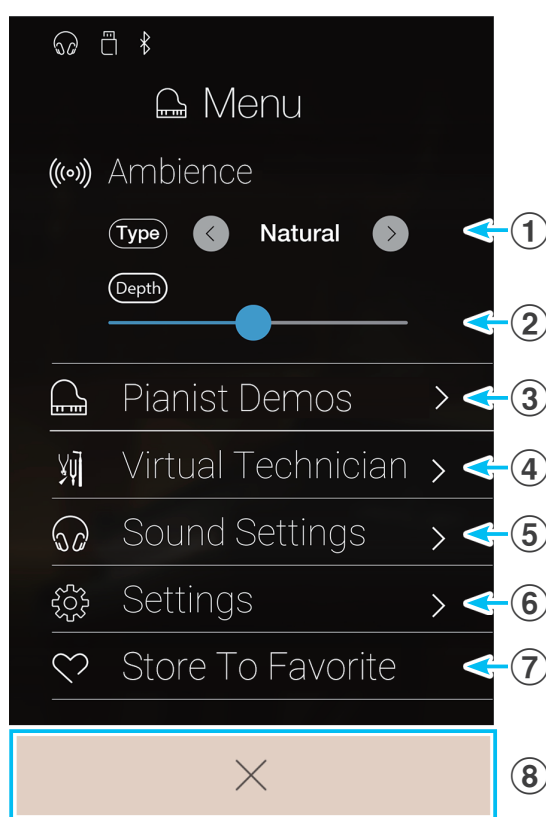 Menu
Ambience
Type < Natural > ①
Depth
②
Pianist Demos > ③
Virtual Technician > ④
Sound Settings > ⑤
Settings > ⑥
Store To Favorite ⑦
⑧